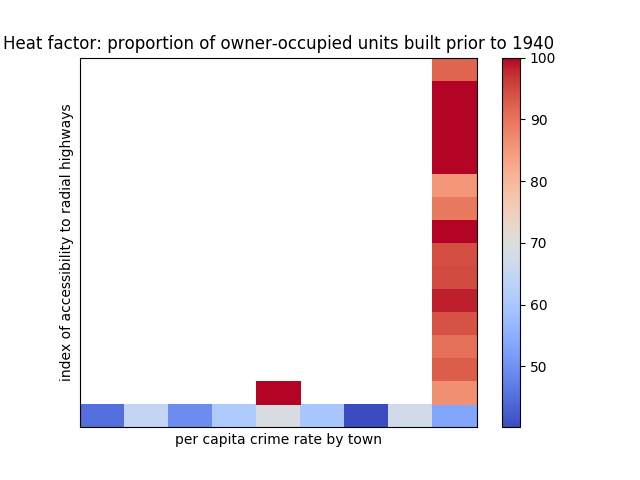 Heat factor: proportion of owner-occupied units built prior to 1940
index of accessibility to radial highways
per capita crime rate by town
100
90
80
70
60
50